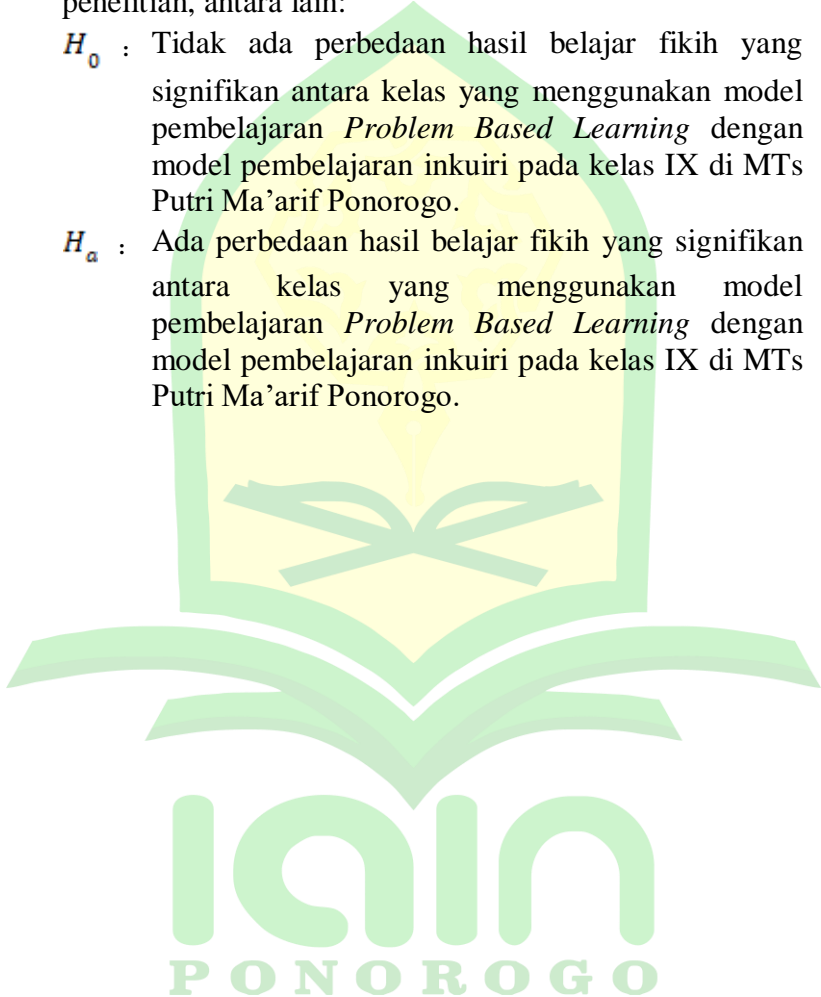 penelitian, antara lain:
H₀ : Tidak ada perbedaan hasil belajar fikih yang
signifikan antara kelas yang menggunakan model
pembelajaran Problem Based Learning dengan
model pembelajaran inkuiri pada kelas IX di MTs
Putri Ma’arif Ponorogo.
Hₐ : Ada perbedaan hasil belajar fikih yang signifikan
antara kelas yang menggunakan model
pembelajaran Problem Based Learning dengan
model pembelajaran inkuiri pada kelas IX di MTs
Putri Ma’arif Ponorogo.
iain
PONOROGO